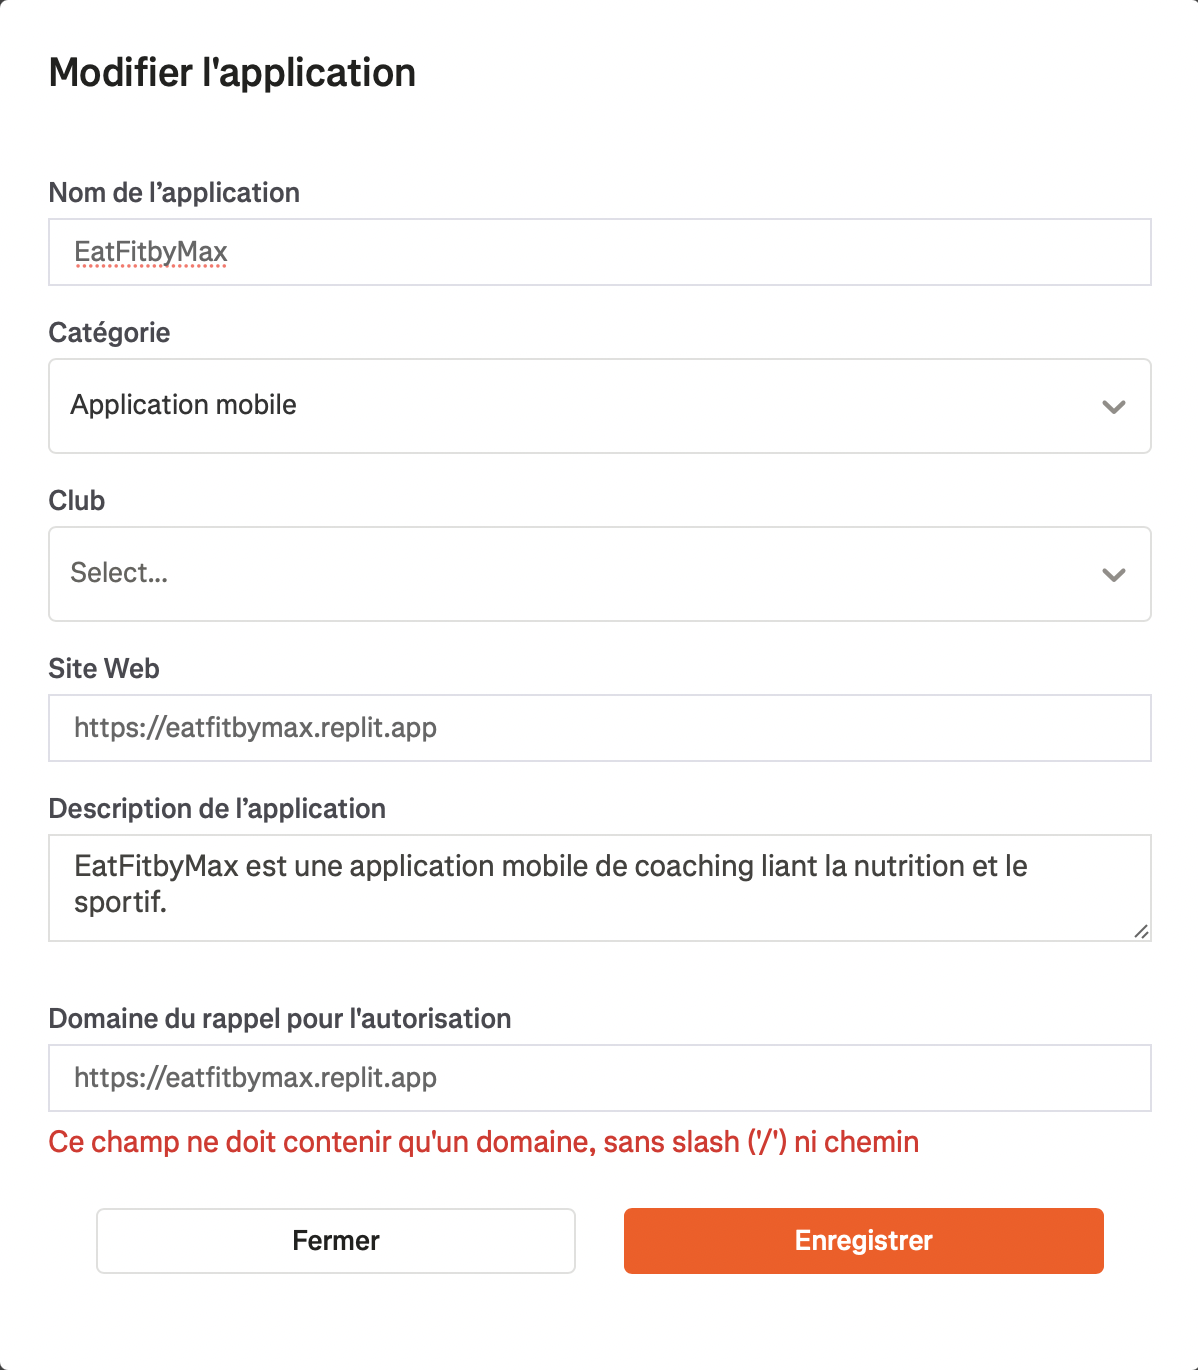 Modifier l'application
Nom de l’application
EatFitbyMax
Catégorie
Application mobile
Club
Select...
Site Web
https://eatfitbymax.replit.app
Description de l’application
EatFitbyMax est une application mobile de coaching liant la nutrition et le
sportif.
Domaine du rappel pour l'autorisation
https://eatfitbymax.replit.app
Ce champ ne doit contenir qu'un domaine, sans slash ('/') ni chemin
Fermer
Enregistrer